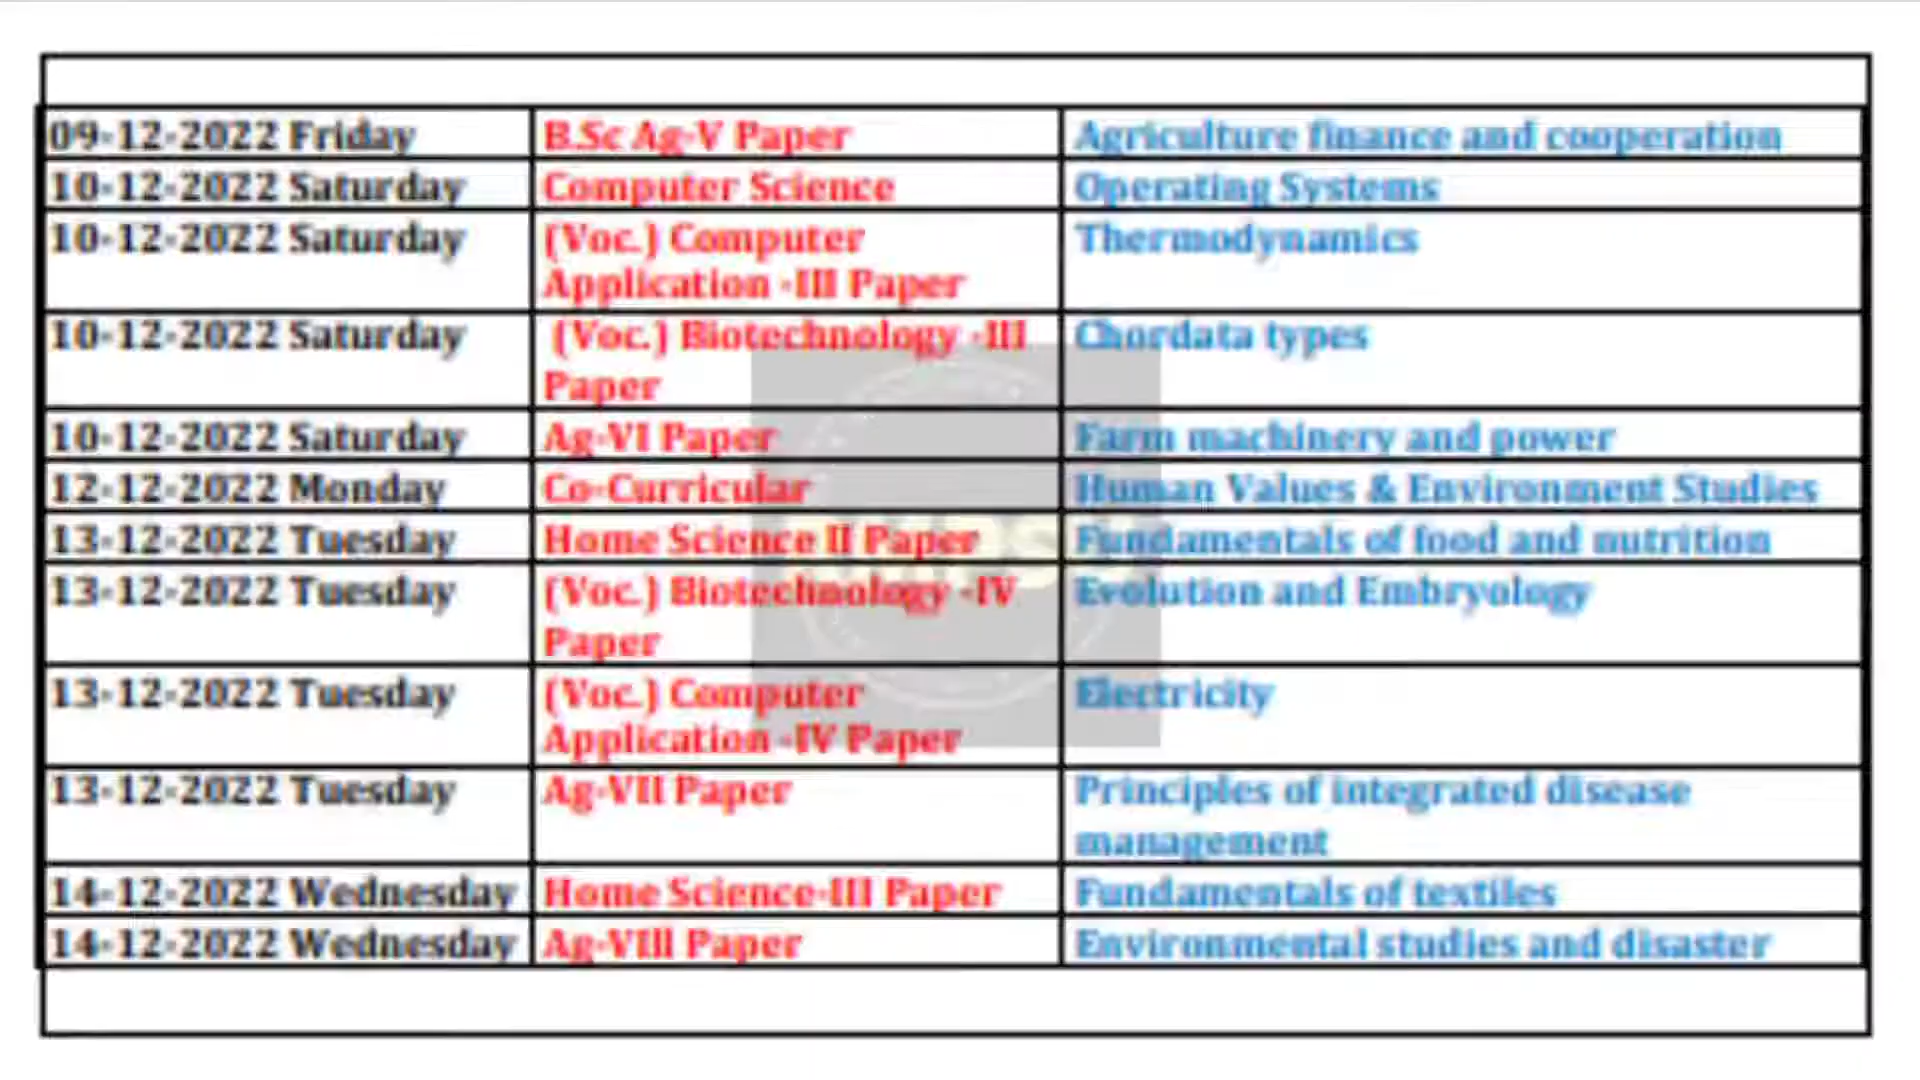 09-12-2022 Friday B.Sc Ag-V Paper Agriculture finance and cooperation
10-12-2022 Saturday Computer Science Operating Systems
10-12-2022 Saturday (Voc.) Computer Thermodynamics
Application -III Paper
10-12-2022 Saturday (Voc.) Biotechnology -III Chordata types
Paper
10-12-2022 Saturday Ag-VI Paper Farm machinery and power
12-12-2022 Monday Co-Curricular Human Values & Environment Studies
13-12-2022 Tuesday Home Science II Paper Fundamentals of food and nutrition
13-12-2022 Tuesday (Voc.) Biotechnology -IV Evolution and Embryology
Paper
13-12-2022 Tuesday (Voc.) Computer Electricity
Application -IV Paper
13-12-2022 Tuesday Ag-VII Paper Principles of integrated disease
management
14-12-2022 Wednesday Home Science-III Paper Fundamentals of textiles
14-12-2022 Wednesday Ag-VIll Paper Environmental studies and disaster